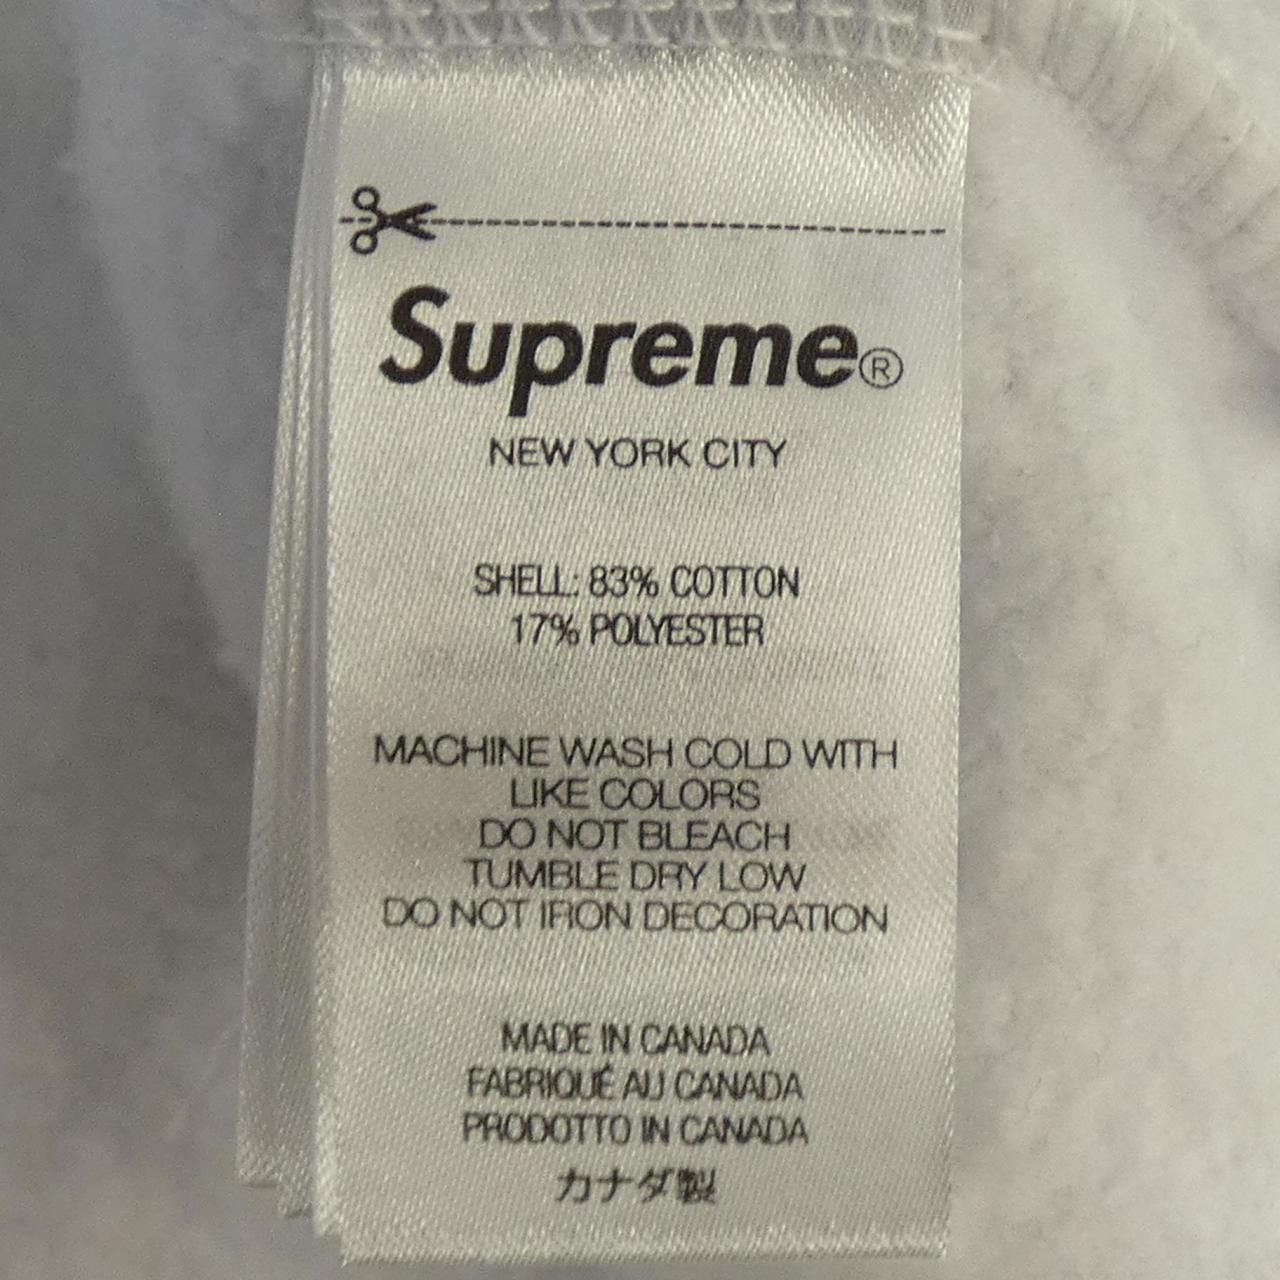 Supreme®
NEW YORK CITY
SHELL: 83% COTTON
17% POLYESTER
MACHINE WASH COLD WITH
LIKE COLORS
DO NOT BLEACH
TUMBLE DRY LOW
DO NOT IRON DECORATION
MADE IN CANADA
FABRIQUÉ AU CANADA
PRODOTTO IN CANADA
カナダ製